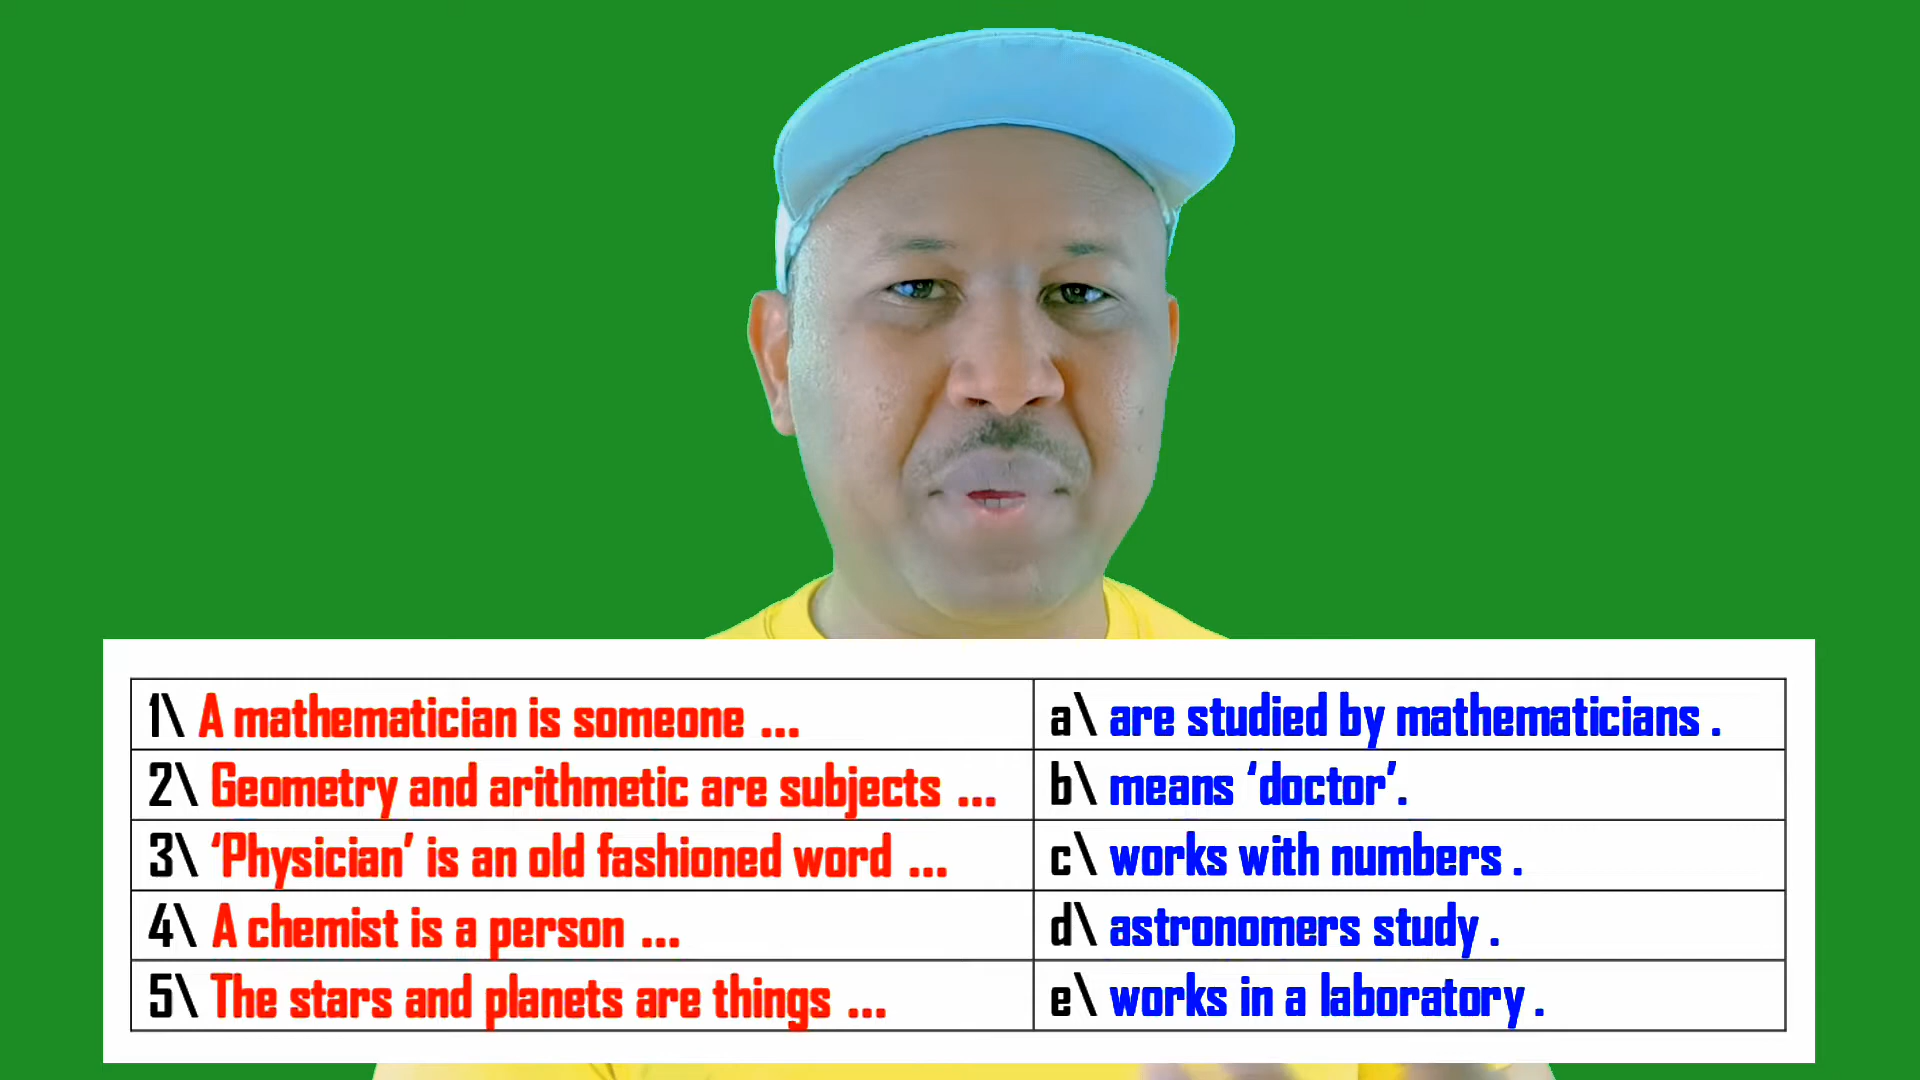 1\ A mathematician is someone ... a\ are studied by mathematicians .
2\ Geometry and arithmetic are subjects ... b\ means ‘doctor’.
3\ ‘Physician’ is an old fashioned word ... c\ works with numbers .
4\ A chemist is a person ... d\ astronomers study .
5\ The stars and planets are things ... e\ works in a laboratory .